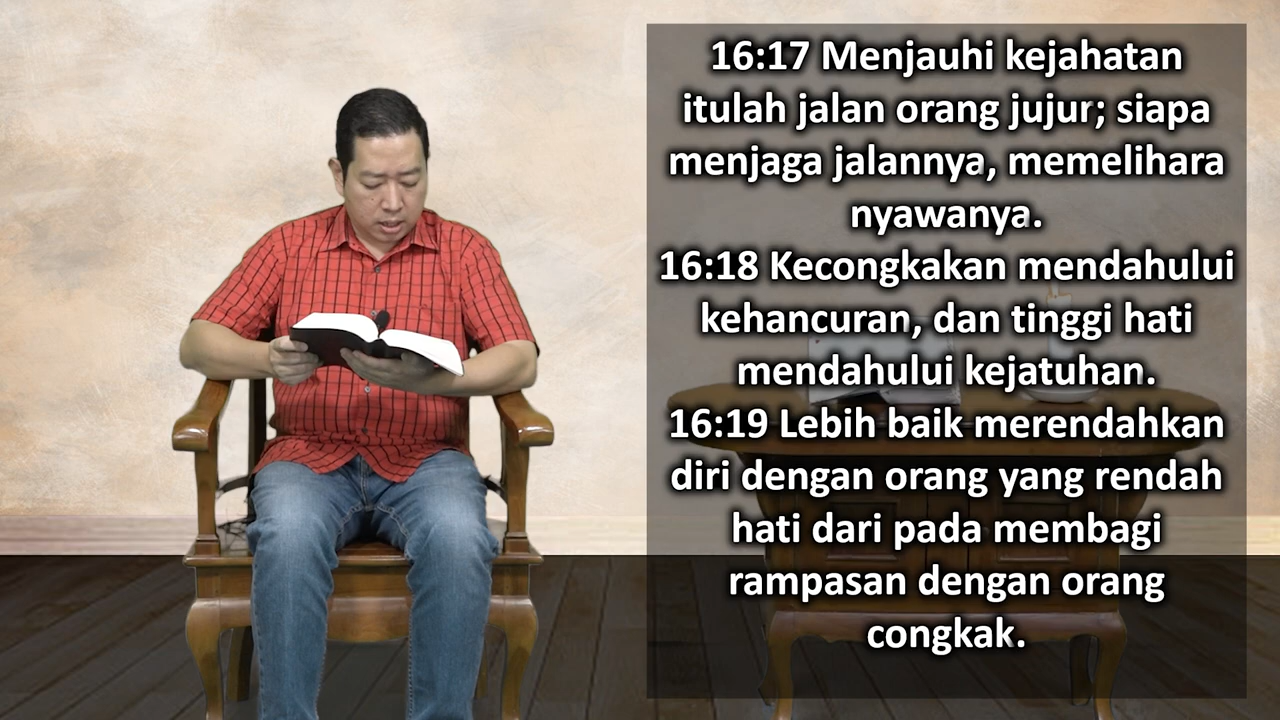 16:17 Menjauhi kejahatan
itulah jalan orang jujur; siapa
menjaga jalannya, memelihara
nyawanya.
16:18 Kecongkakan mendahului
kehancuran, dan tinggi hati
mendahului kejatuhan.
16:19 Lebih baik merendahkan
diri dengan orang yang rendah
hati dari pada membagi
rampasan dengan orang
congkak.